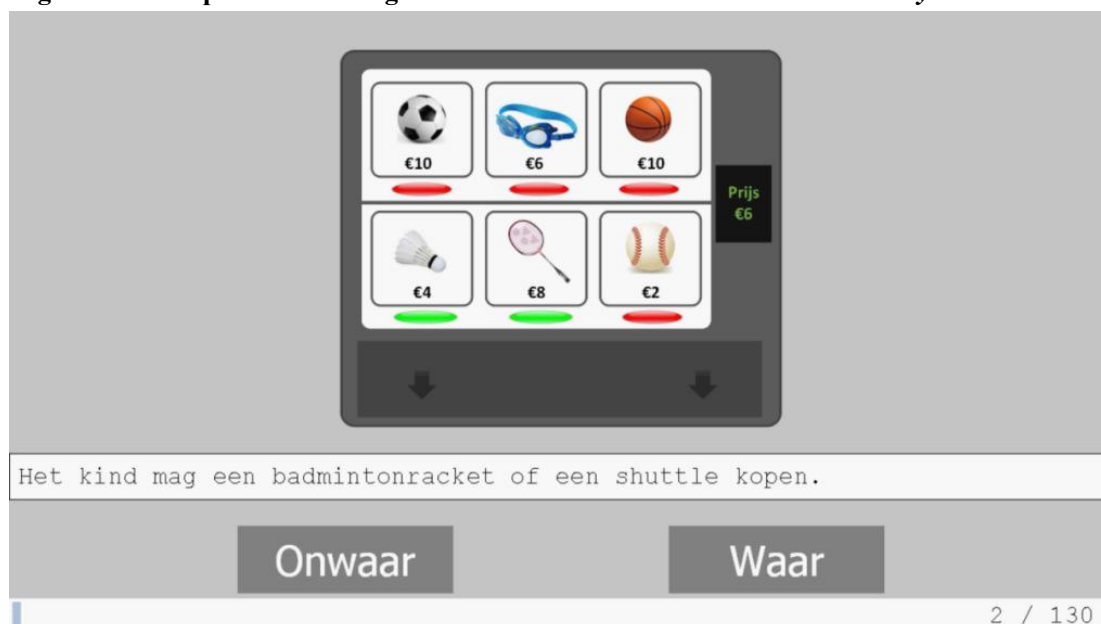 €10 €6 €10
Prijs
€6
€4 €8 €2
Het kind mag een badmintonracket of een shuttle kopen.
Onwaar Waar
2 / 130